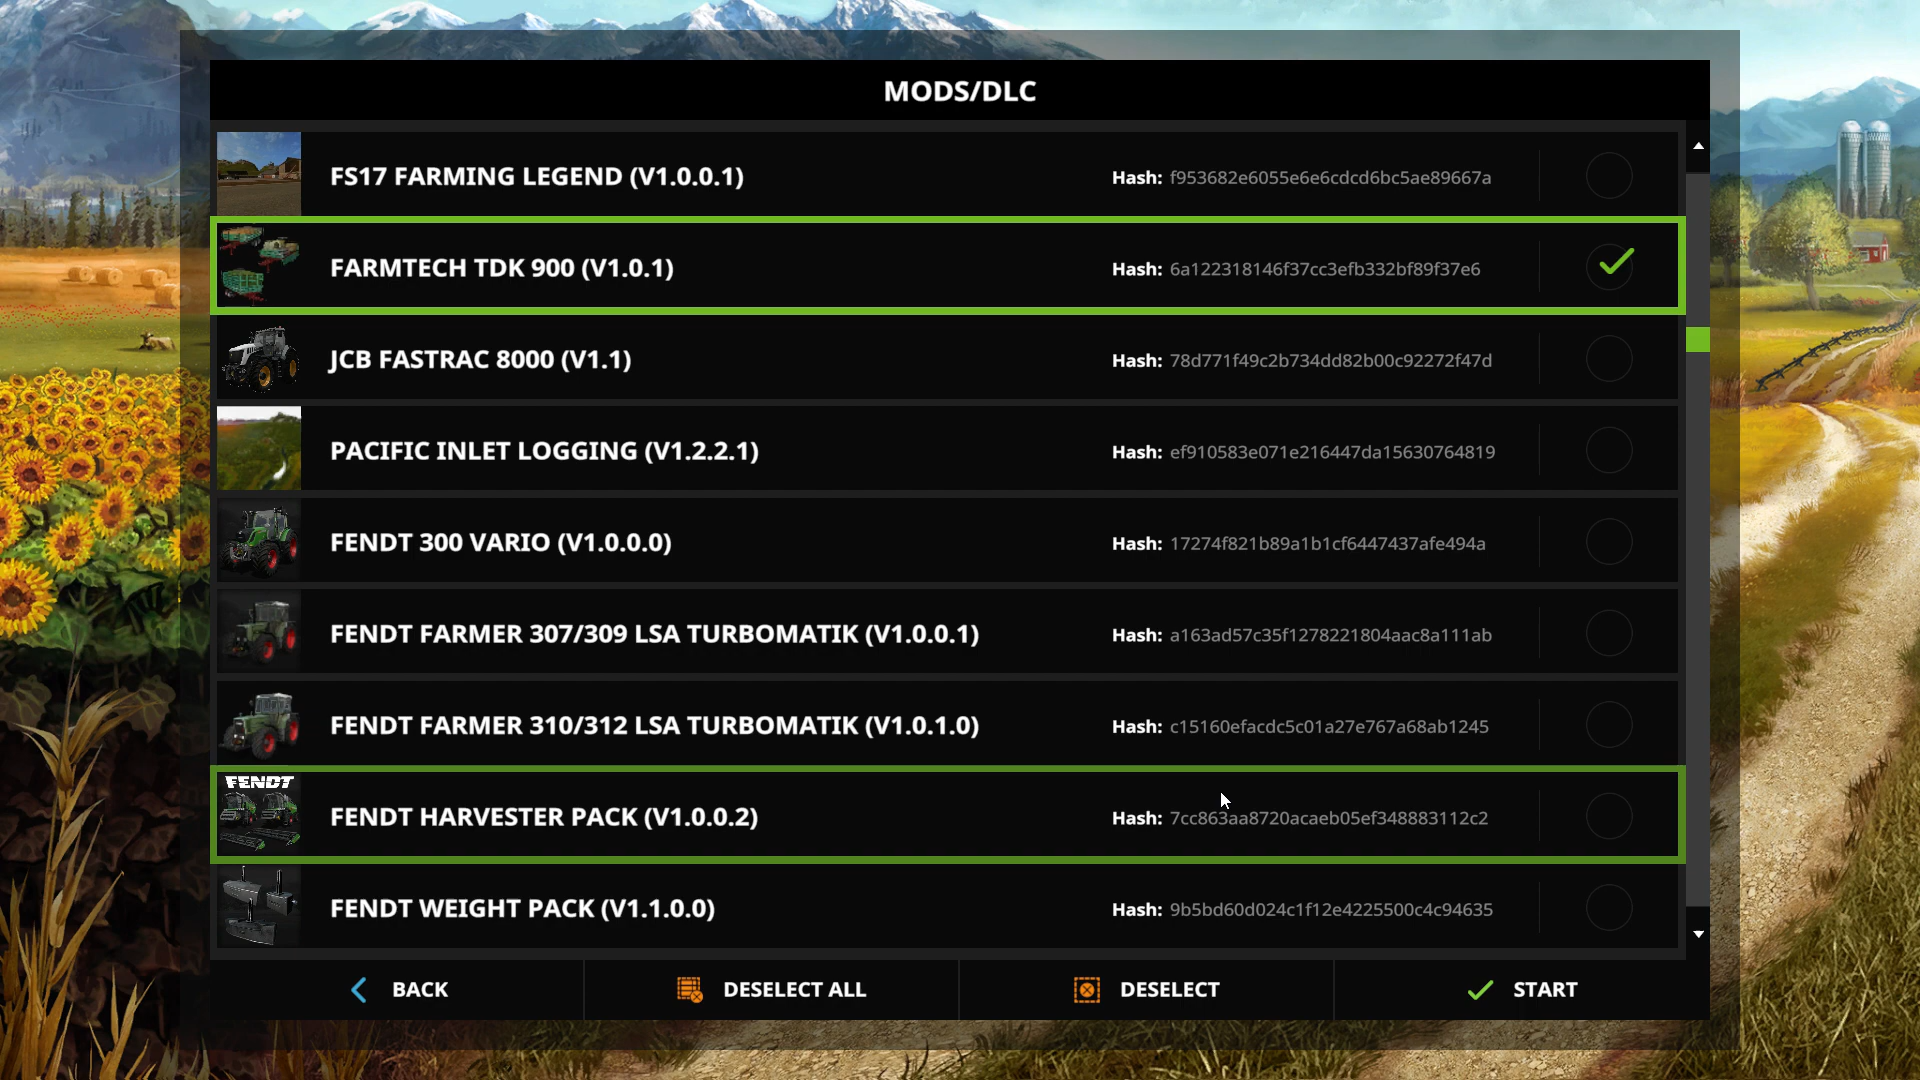 MODS/DLC
FS17 FARMING LEGEND (V1.0.0.1) Hash: f953682e6055e6e6cdcd6bc5ae89667a
FARMTECH TDK 900 (V1.0.1) Hash: 6a122318146f37cc3efb332bf89f37e6
JCB FASTRAC 8000 (V1.1) Hash: 78d771f49c2b734dd82b00c92272f47d
PACIFIC INLET LOGGING (V1.2.2.1) Hash: ef910583e071e216447da15630764819
FENDT 300 VARIO (V1.0.0.0) Hash: 17274f821b89a1b1cf6447437afe494a
FENDT FARMER 307/309 LSA TURBOMATIK (V1.0.0.1) Hash: a163ad57c35f1278221804aac8a111ab
FENDT FARMER 310/312 LSA TURBOMATIK (V1.0.1.0) Hash: c15160efacdc5c01a27e767a68ab1245
FENDT
FENDT HARVESTER PACK (V1.0.0.2) Hash: 7cc863aa8720acaeb05ef348883112c2
FENDT WEIGHT PACK (V1.1.0.0) Hash: 9b5bd60d024c1f12e4225500c4c94635
BACK DESELECT ALL DESELECT START